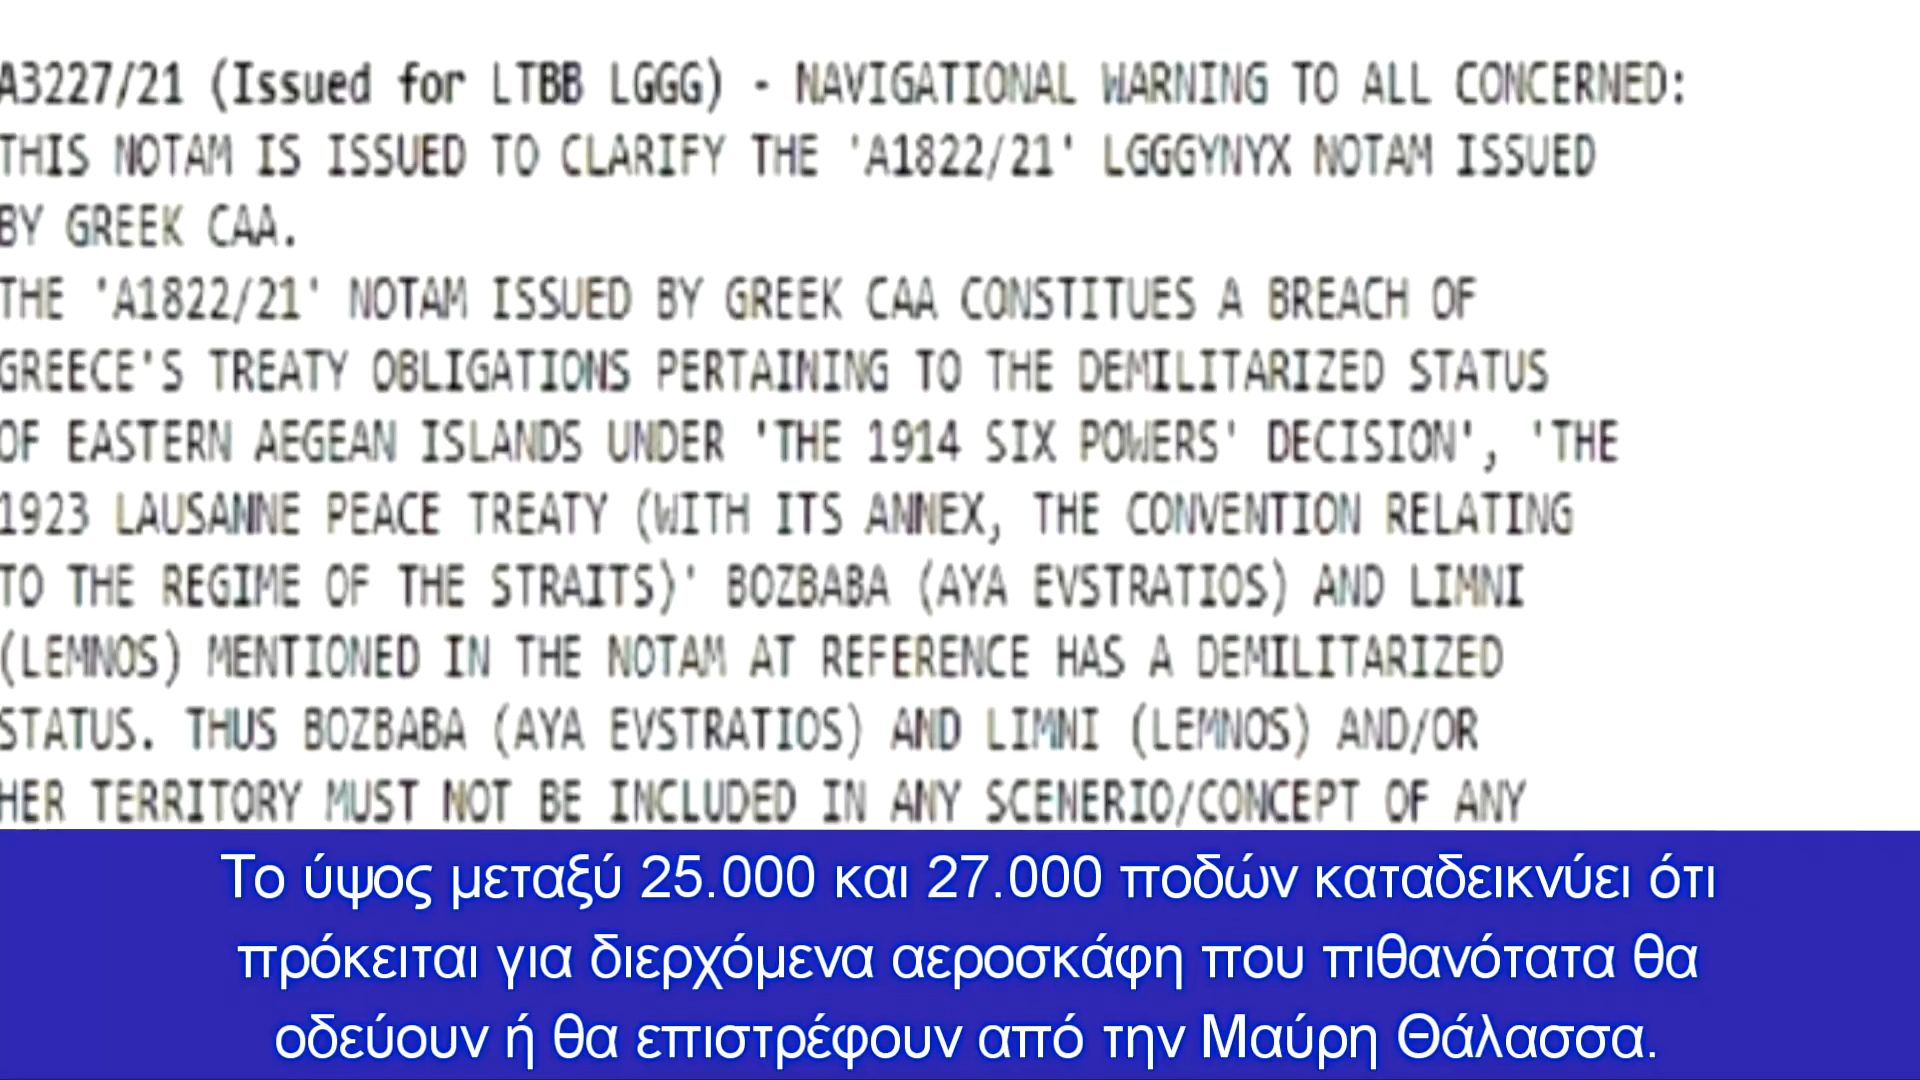 A3227/21 (Issued for LTBB LGGG) - NAVIGATIONAL WARNING TO ALL CONCERNED:
THIS NOTAM IS ISSUED TO CLARIFY THE 'A1822/21' LGGGYNYX NOTAM ISSUED
BY GREEK CAA.
THE 'A1822/21' NOTAM ISSUED BY GREEK CAA CONSTITUES A BREACH OF
GREECE'S TREATY OBLIGATIONS PERTAINING TO THE DEMILITARIZED STATUS
OF EASTERN AEGEAN ISLANDS UNDER 'THE 1914 SIX POWERS' DECISION', 'THE
1923 LAUSANNE PEACE TREATY (WITH ITS ANNEX, THE CONVENTION RELATING
TO THE REGIME OF THE STRAITS)' BOZBABA (AYA EVSTRATIOS) AND LIMNI
(LEMNOS) MENTIONED IN THE NOTAM AT REFERENCE HAS A DEMILITARIZED
STATUS. THUS BOZBABA (AYA EVSTRATIOS) AND LIMNI (LEMNOS) AND/OR
HER TERRITORY MUST NOT BE INCLUDED IN ANY SCENERIO/CONCEPT OF ANY
Το ύψος μεταξύ 25.000 και 27.000 ποδών καταδεικνύει ότι
πρόκειται για διερχόμενα αεροσκάφη που πιθανότατα θα
οδεύουν ή θα επιστρέφουν από την Μαύρη Θάλασσα.